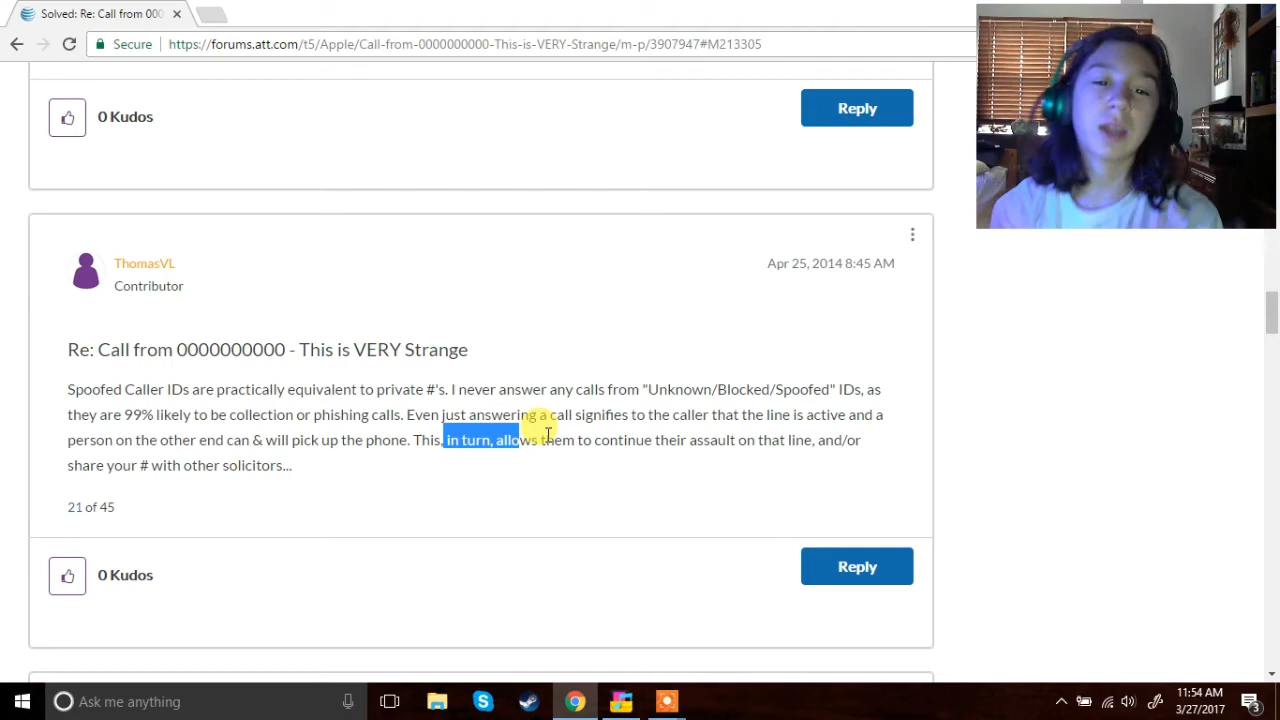 Solved: Re: Call from 000
Secure
https://forums.att.co
from-0000000000-This-is-VERY-Strange/m-p/3907947#M213305
0 Kudos
Reply
ThomasVL
Contributor
Apr 25, 2014 8:45 AM
Re: Call from 0000000000 - This is VERY Strange
Spoofed Caller IDs are practically equivalent to private #'s. I never answer any calls from "Unknown/Blocked/Spoofed" IDs, as
they are 99% likely to be collection or phishing calls. Even just answering a call signifies to the caller that the line is active and a
person on the other end can & will pick up the phone. This, in turn, allows them to continue their assault on that line, and/or
share your # with other solicitors...
21 of 45
0 Kudos
Reply
Ask me anything
11:54 AM
3/27/2017
3